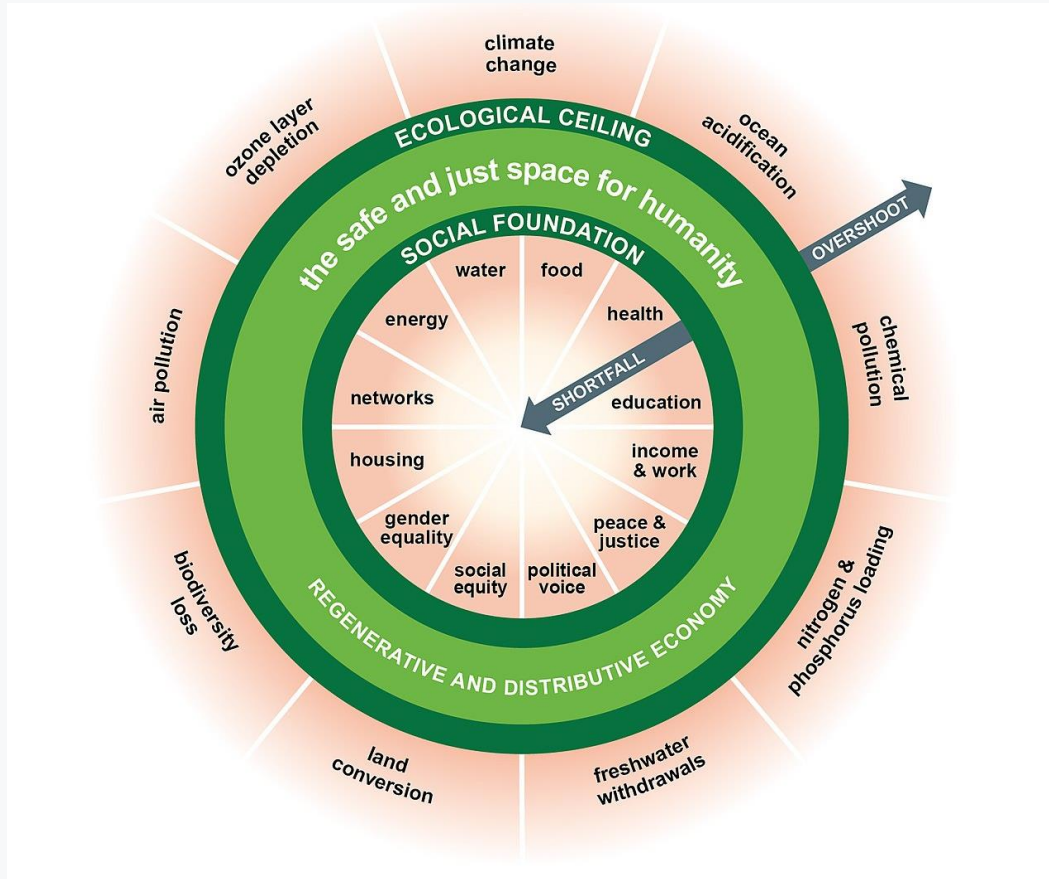 climate
change
ocean
acidification
OVERSHOOT
chemical
pollution
nitrogen &
phosphorus loading
freshwater
withdrawals
land
conversion
biodiversity
loss
air pollution
ozone layer
depletion
ECOLOGICAL CEILING
the safe and just space for humanity
SOCIAL FOUNDATION
water
food
health
SHORTFALL
education
income
& work
peace &
justice
political
voice
social
equity
gender
equality
housing
networks
energy
REGENERATIVE AND DISTRIBUTIVE ECONOMY